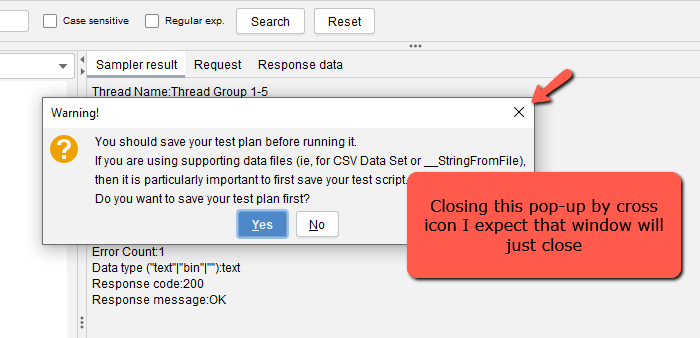 Case sensitive
Regular exp.
Search
Reset
Sampler result
Request
Response data
Thread Name:Thread Group 1-5
Warning!
You should save your test plan before running it.
If you are using supporting data files (ie, for CSV Data Set or __StringFromFile),
then it is particularly important to first save your test script.
Do you want to save your test plan first?
Yes
No
Closing this pop-up by cross
icon I expect that window will
just close
Error Count:1
Data type ("text"|"bin"|""):text
Response code:200
Response message:OK